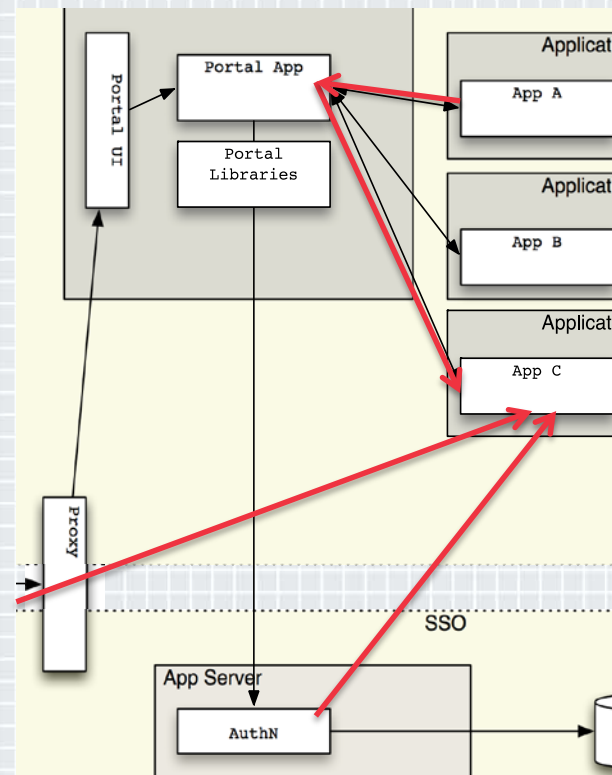 Portal UI
Portal App
Portal
Libraries
Applicat
App A
Applicat
App B
Applicat
App C
Proxy
SSO
App Server
AuthN